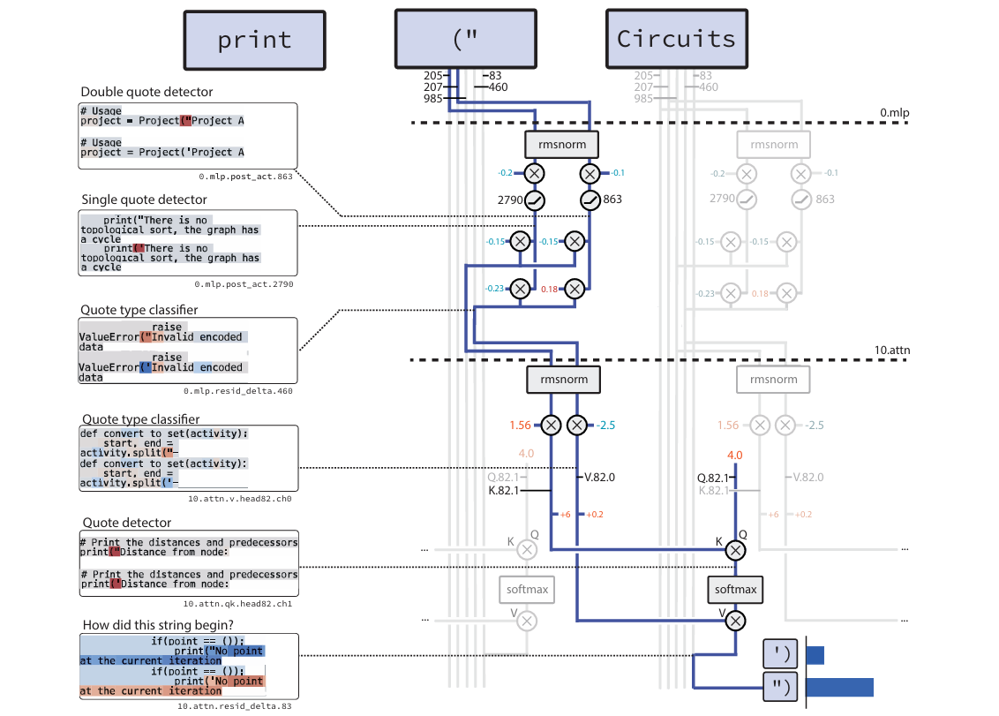 print
("
Circuits
205
83
207
460
985
205
83
207
460
985
0.mlp
Double quote detector
# Usage
project = Project("Project A
# Usage
project = Project('Project A
0.mlp.post_act.863
rmsnorm
-0.2
-0.1
2790
863
rmsnorm
-0.2
-0.1
2790
863
Single quote detector
print("There is no
topological sort, the graph has
a cycle
print('There is no
topological sort, the graph has
a cycle
0.mlp.post_act.2790
-0.15
-0.15
-0.23
0.18
-0.15
-0.15
-0.23
0.18
Quote type classifier
raise
ValueError("Invalid encoded
data
raise
ValueError('Invalid encoded
data
0.mlp.resid_delta.460
10.attn
rmsnorm
rmsnorm
1.56
-2.5
1.56
-2.5
Quote type classifier
def convert to set(activity):
start, end =
activity.split("-
def convert to set(activity):
start, end =
activity.split('-
10.attn.v.head82.ch0
4.0
Q.82.1
K.82.1
V.82.0
+6
+0.2
4.0
Q.82.1
K.82.1
V.82.0
+6
+0.2
Quote detector
# Print the distances and predecessors
print("Distance from node:
# Print the distances and predecessors
print('Distance from node:
10.attn.qk.head82.ch1
...
K
Q
K
Q
...
softmax
softmax
...
V
V
...
How did this string begin?
if(point == ());
print("No point
at the current iteration
if(point == ());
print('No point
at the current iteration
10.attn.resid_delta.83
')
")